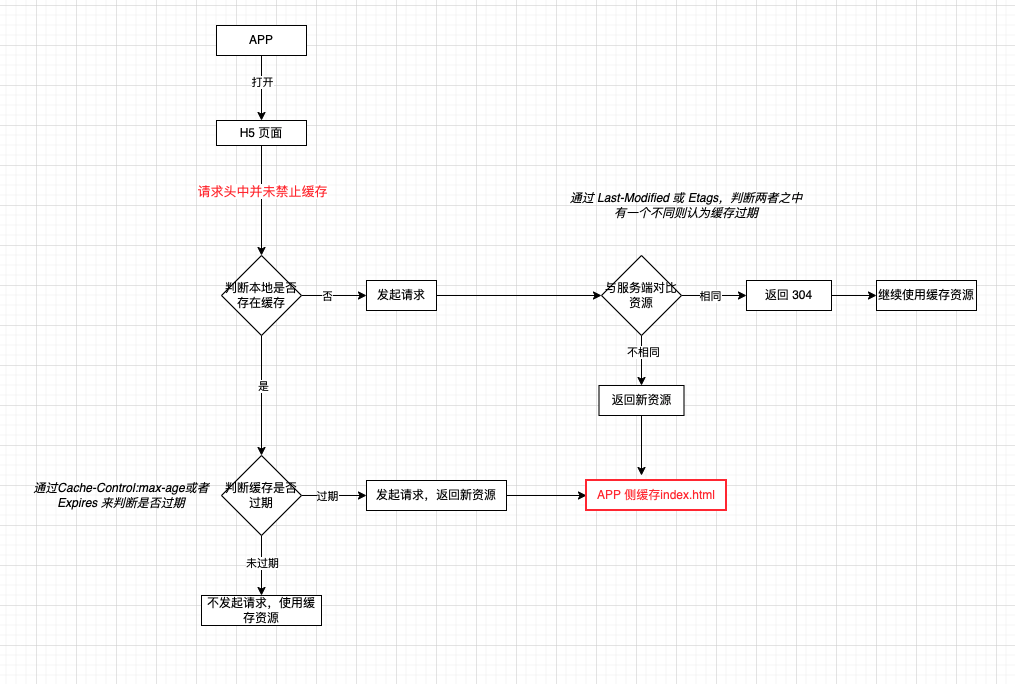 APP
打开
H5 页面
请求头中并未禁止缓存
通过 Last-Modified 或 Etags，判断两者之中
有一个不同则认为缓存过期
判断本地是否
存在缓存
否
发起请求
与服务端对比
资源
相同
返回 304
继续使用缓存资源
不相同
是
返回新资源
通过Cache-Control:max-age或者
Expires 来判断是否过期
判断缓存是否
过期
过期
发起请求，返回新资源
APP 侧缓存index.html
未过期
不发起请求，使用缓
存资源